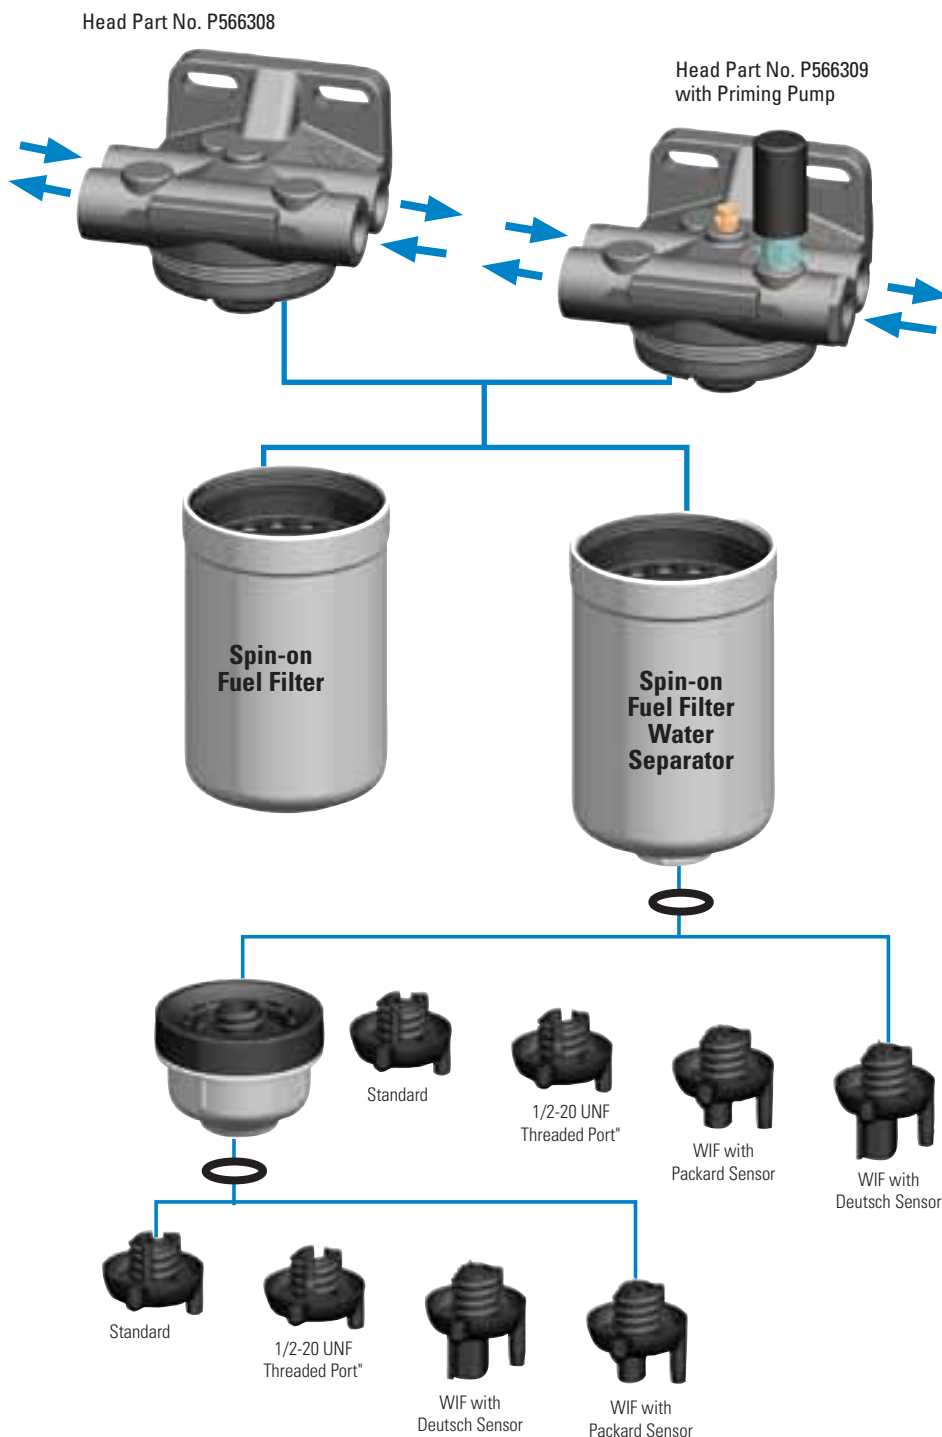 Head Part No. P566308
Head Part No. P566309
with Priming Pump
Spin-on
Fuel Filter
Spin-on
Fuel Filter
Water
Separator
Standard
1/2-20 UNF
Threaded Port"
WIF with
Packard Sensor
WIF with
Deutsch Sensor
Standard
1/2-20 UNF
Threaded Port"
WIF with
Deutsch Sensor
WIF with
Packard Sensor